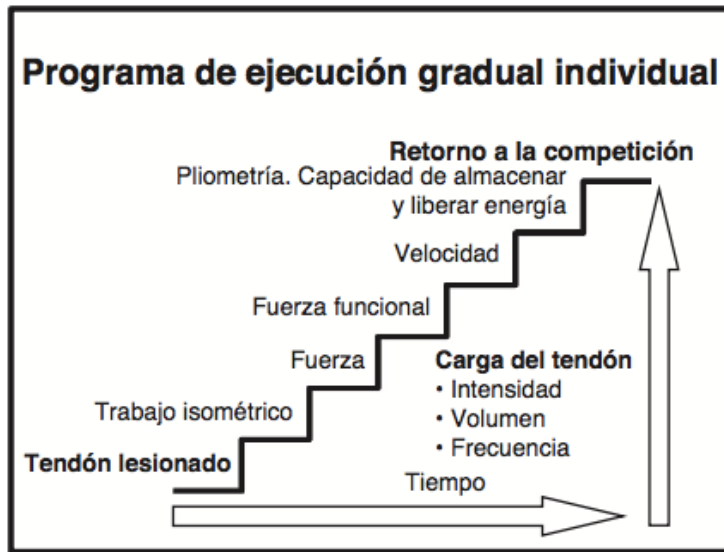 Programa de ejecución gradual individual
Retorno a la competición
Pliometría. Capacidad de almacenar
y liberar energía
Velocidad
Fuerza funcional
Fuerza
Carga del tendón
• Intensidad
• Volumen
• Frecuencia
Trabajo isométrico
Tendón lesionado
Tiempo